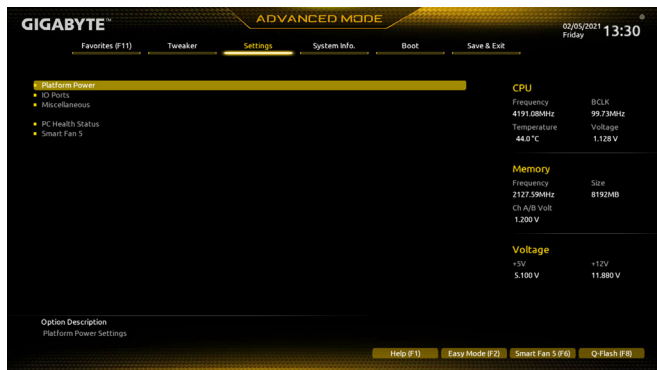 GIGABYTE™
ADVANCED MODE
02/05/2021
Friday
13:30
Favorites (F11) Tweaker Settings System Info. Boot Save & Exit
Platform Power
IO Ports
Miscellaneous
PC Health Status
Smart Fan 5
CPU
Frequency BCLK
4191.08MHz 99.73MHz
Temperature Voltage
44.0 °C 1.128 V
Memory
Frequency Size
2127.59MHz 8192MB
Ch A/B Volt
1.200 V
Voltage
+5V +12V
5.100 V 11.880 V
Option Description
Platform Power Settings
Help (F1) Easy Mode (F2) Smart Fan 5 (F6) Q-Flash (F8)